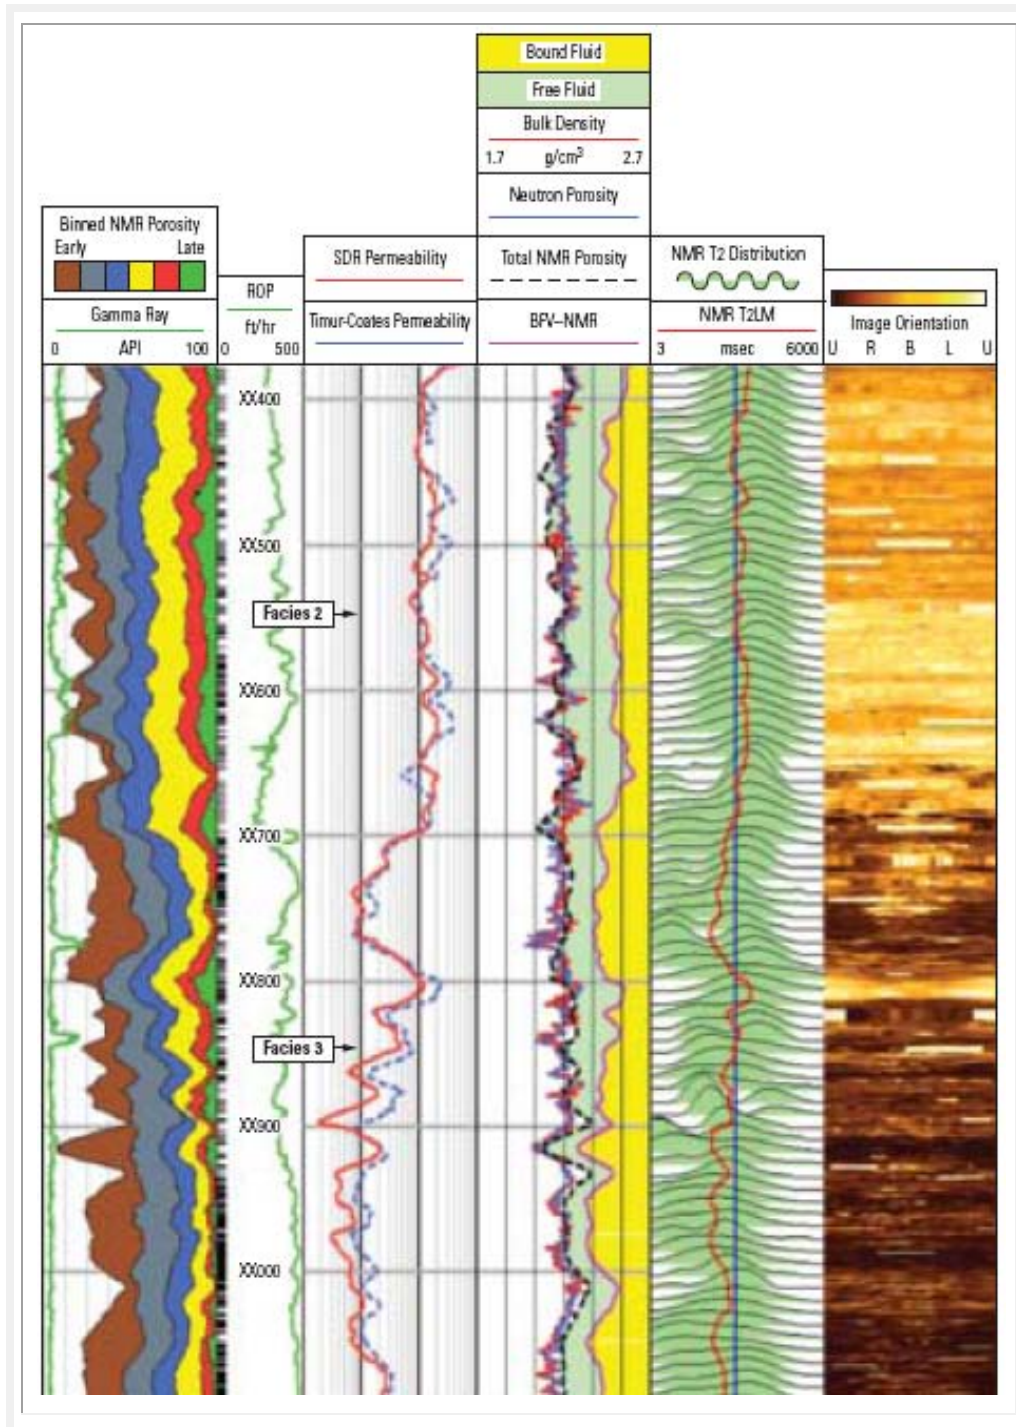 Bound Fluid
Free Fluid
Bulk Density
1.7 g/cm³ 2.7
Neutron Porosity
Binned NMR Porosity
Early Late
SDR Permeability
Total NMR Porosity
NMR T2 Distribution
ROP
Gamma Ray
ft/hr
Timur-Coates Permeability
BFV–NMR
NMR T2LM
Image Orientation
0 API 100
0 500
3 msec 6000
U R B L U
XX400
XX500
Facies 2
XX600
XX700
XX800
Facies 3
XX900
XX000